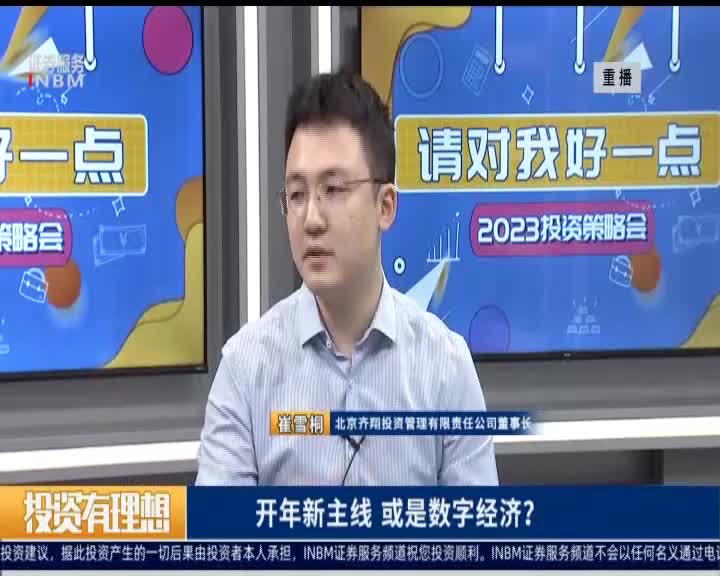 证券服务
INBM
重播
子一点
请对我好一点
策略会
2023投资策略会
崔雪桐
北京齐翔投资管理有限责任公司董事长
投资有理想
开年新主线 或是数字经济？
投资建议，据此投资产生的一切后果由投资者本人承担，INBM证券服务频道祝您投资顺利。INBM证券服务频道不会以任何名义通过电